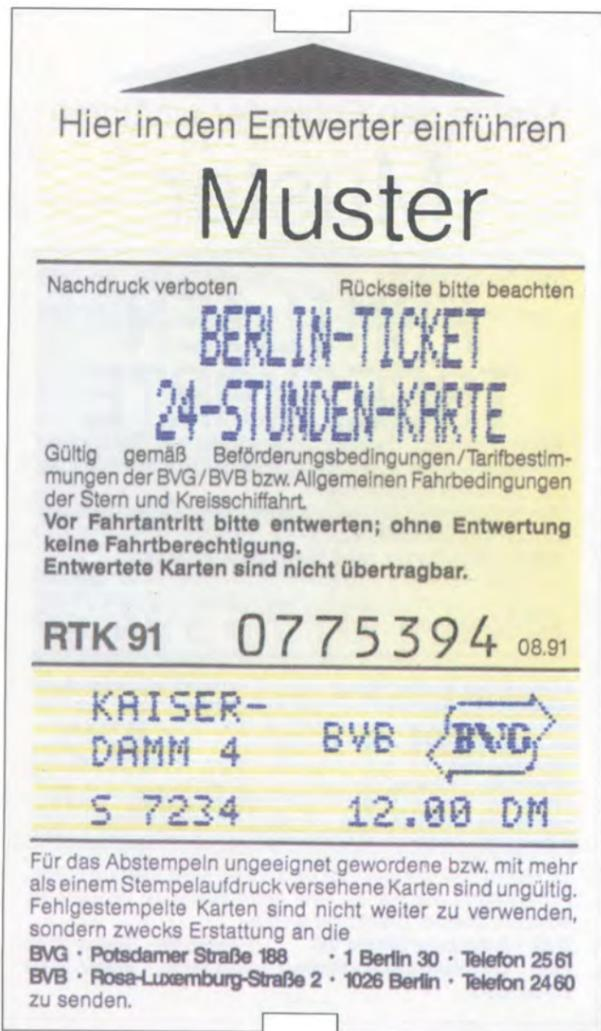 Hier in den Entwerter einführen
Muster
Nachdruck verboten Rückseite bitte beachten
BERLIN-TICKET
24-STUNDEN-KARTE
Gültig gemäß Beförderungsbedingungen/Tarifbestim-
mungen der BVG/BVB bzw. Allgemeinen Fahrbedingungen
der Stern und Kreisschiffahrt.
Vor Fahrtantritt bitte entwerten; ohne Entwertung
keine Fahrtberechtigung.
Entwertete Karten sind nicht übertragbar.
RTK 91 0775394 08.91
KAISER-
DAMM 4 BVB BVG
S 7234 12.00 DM
Für das Abstempeln ungeeignet gewordene bzw. mit mehr
als einem Stempelaufdruck versehene Karten sind ungültig.
Fehlgestempelte Karten sind nicht weiter zu verwenden,
sondern zwecks Erstattung an die
BVG · Potsdamer Straße 188 · 1 Berlin 30 · Telefon 25 61
BVB · Rosa-Luxemburg-Straße 2 · 1026 Berlin · Telefon 24 60
zu senden.